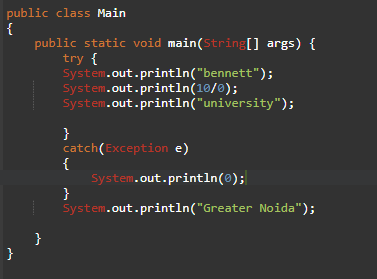 public class Main
{
    public static void main(String[] args) {
        try {
        System.out.println("bennett");
        System.out.println(10/0);
        System.out.println("university");
        }
        catch(Exception e)
        {
            System.out.println(0);
        }
        System.out.println("Greater Noida");
    }
}